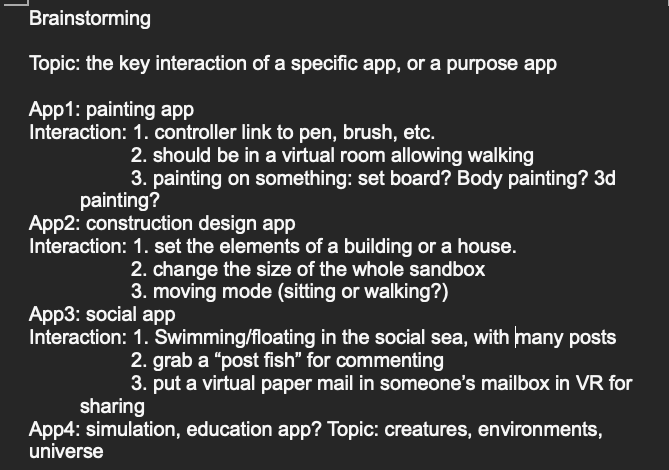 Brainstorming
Topic: the key interaction of a specific app, or a purpose app
App1: painting app
Interaction: 1. controller link to pen, brush, etc.
2. should be in a virtual room allowing walking
3. painting on something: set board? Body painting? 3d
painting?
App2: construction design app
Interaction: 1. set the elements of a building or a house.
2. change the size of the whole sandbox
3. moving mode (sitting or walking?)
App3: social app
Interaction: 1. Swimming/floating in the social sea, with many posts
2. grab a “post fish” for commenting
3. put a virtual paper mail in someone’s mailbox in VR for
sharing
App4: simulation, education app? Topic: creatures, environments,
universe